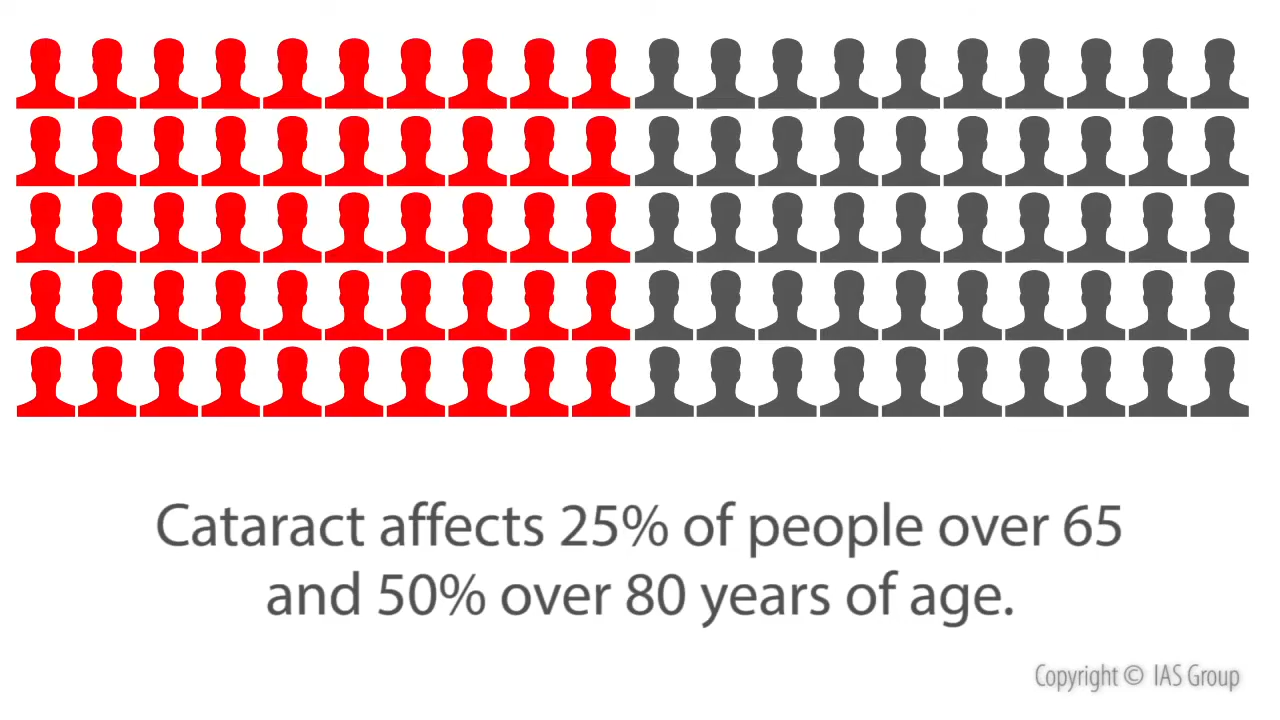 Cataract affects 25% of people over 65
and 50% over 80 years of age.
Copyright © IAS Group